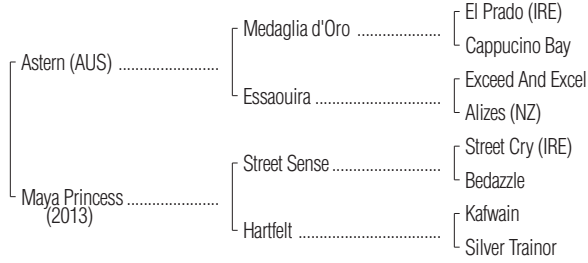 El Prado (IRE)
Medaglia d'Oro
Cappucino Bay
Astern (AUS)
Exceed And Excel
Essaouira
Alizes (NZ)
Street Cry (IRE)
Street Sense
Bedazzle
Maya Princess
(2013)
Kafwain
Hartfelt
Silver Trainor